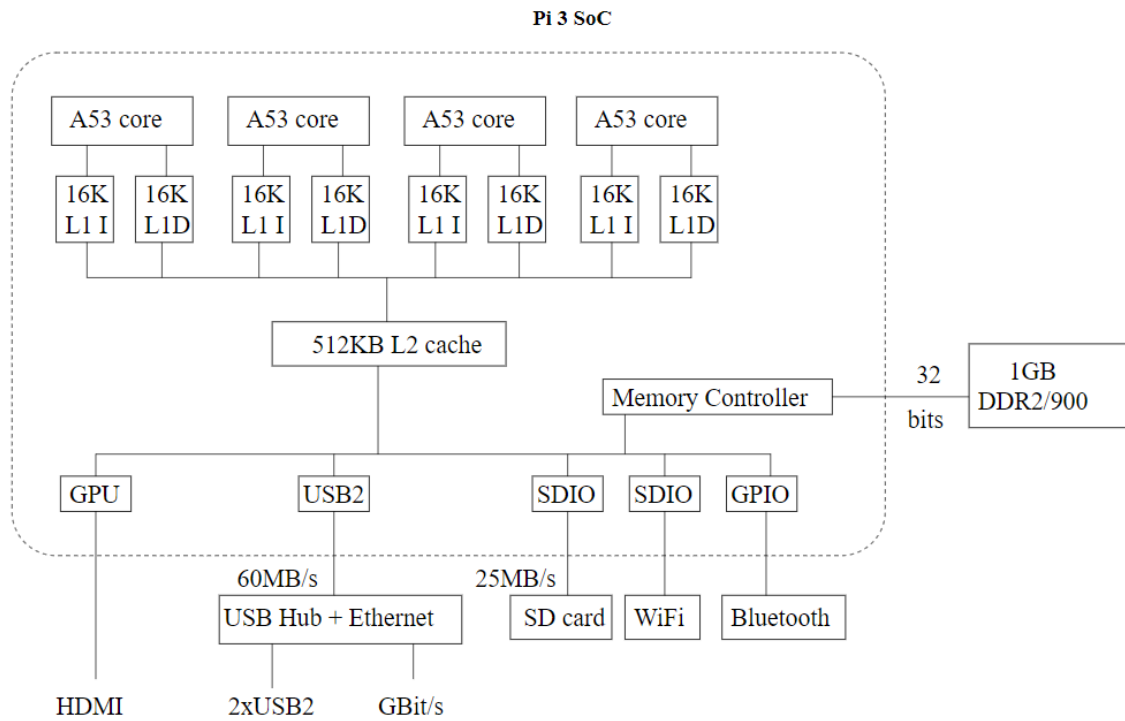 Pi 3 SoC
A53 core
A53 core
A53 core
A53 core
16K
L1 I
16K
L1D
16K
L1 I
16K
L1D
16K
L1 I
16K
L1D
16K
L1 I
16K
L1D
512KB L2 cache
Memory Controller
32
bits
1GB
DDR2/900
GPU
USB2
SDIO
SDIO
GPIO
60MB/s
25MB/s
USB Hub + Ethernet
SD card
WiFi
Bluetooth
HDMI
2xUSB2
GBit/s